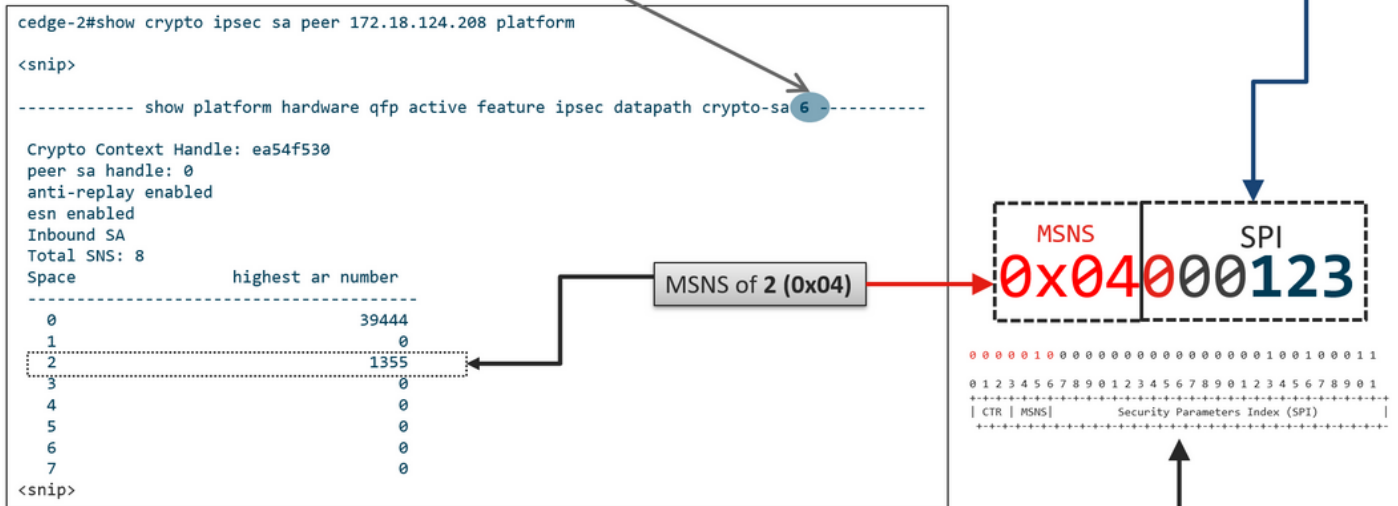 cedge-2#show crypto ipsec sa peer 172.18.124.208 platform
<snip>
------------ show platform hardware qfp active feature ipsec datapath crypto-sa 6 -----------
Crypto Context Handle: ea54f530
peer sa handle: 0
anti-replay enabled
esn enabled
Inbound SA
Total SNS: 8
Space highest ar number
------------------------------------------
0 39444
1 0
2 1355
3 0
4 0
5 0
6 0
7 0
<snip>
MSNS of 2 (0x04)
MSNS SPI
0x04000123
0 0 0 0 0 1 0 0 0 0 0 0 0 0 0 0 0 0 0 0 0 0 0 1 0 0 1 0 0 0 1 1
0 1 2 3 4 5 6 7 8 9 0 1 2 3 4 5 6 7 8 9 0 1 2 3 4 5 6 7 8 9 0 1
+-+-+-+-+-+-+-+-+-+-+-+-+-+-+-+-+-+-+-+-+-+-+-+-+-+-+-+-+-+-+-+-+
| CTR | MSNS| Security Parameters Index (SPI) |
+-+-+-+-+-+-+-+-+-+-+-+-+-+-+-+-+-+-+-+-+-+-+-+-+-+-+-+-+-+-+-+-+-